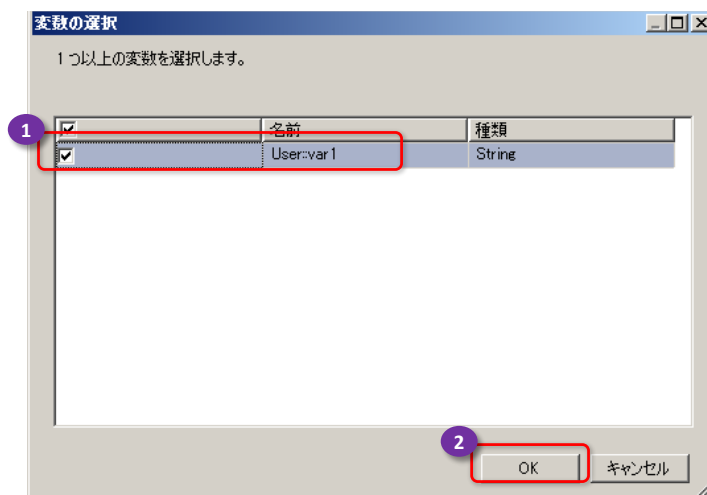 変数の選択
1 つ以上の変数を選択します。
1
名前 種類
User::var1 String
2
OK キャンセル